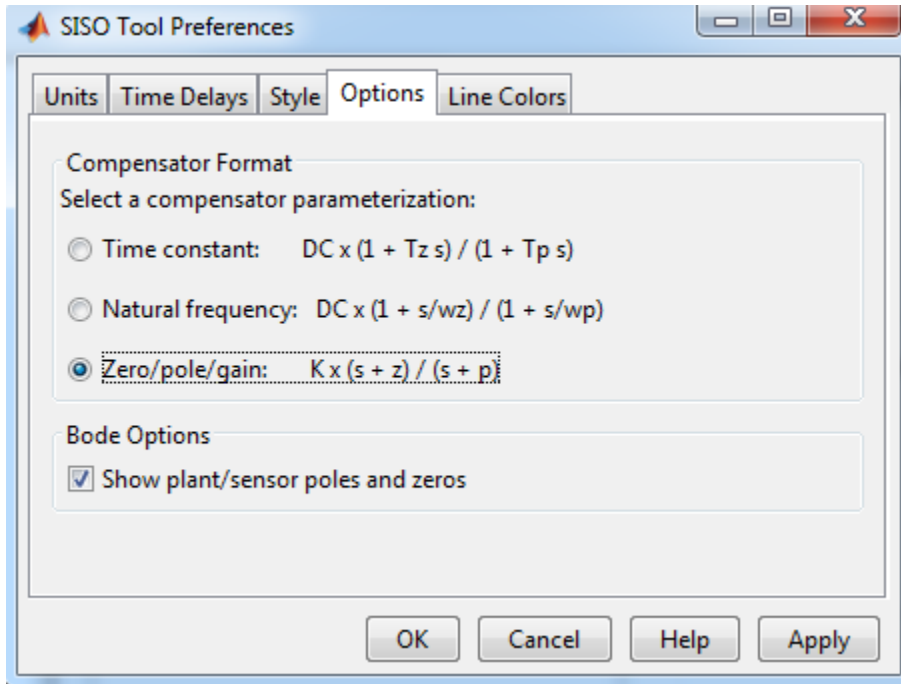 SISO Tool Preferences
Units Time Delays Style Options Line Colors
Compensator Format
Select a compensator parameterization:
Time constant: DC x (1 + Tz s) / (1 + Tp s)
Natural frequency: DC x (1 + s/wz) / (1 + s/wp)
Zero/pole/gain: K x (s + z) / (s + p)
Bode Options
Show plant/sensor poles and zeros
OK Cancel Help Apply